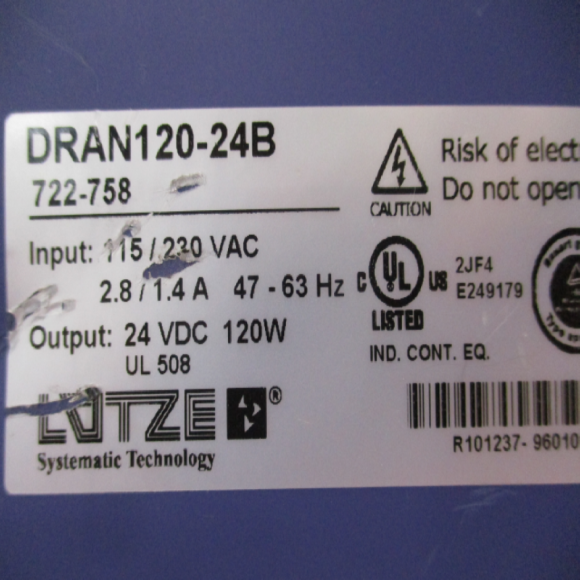 DRAN120-24B
722-758
Input: 115 / 230 VAC
2.8 / 1.4 A 47 - 63 Hz
Output: 24 VDC 120W
UL 508
LÜTZE ®
Systematic Technology
CAUTION
Risk of elect
Do not open
C UL US
LISTED
2JF4
E249179
IND. CONT. EQ.
R101237- 96010